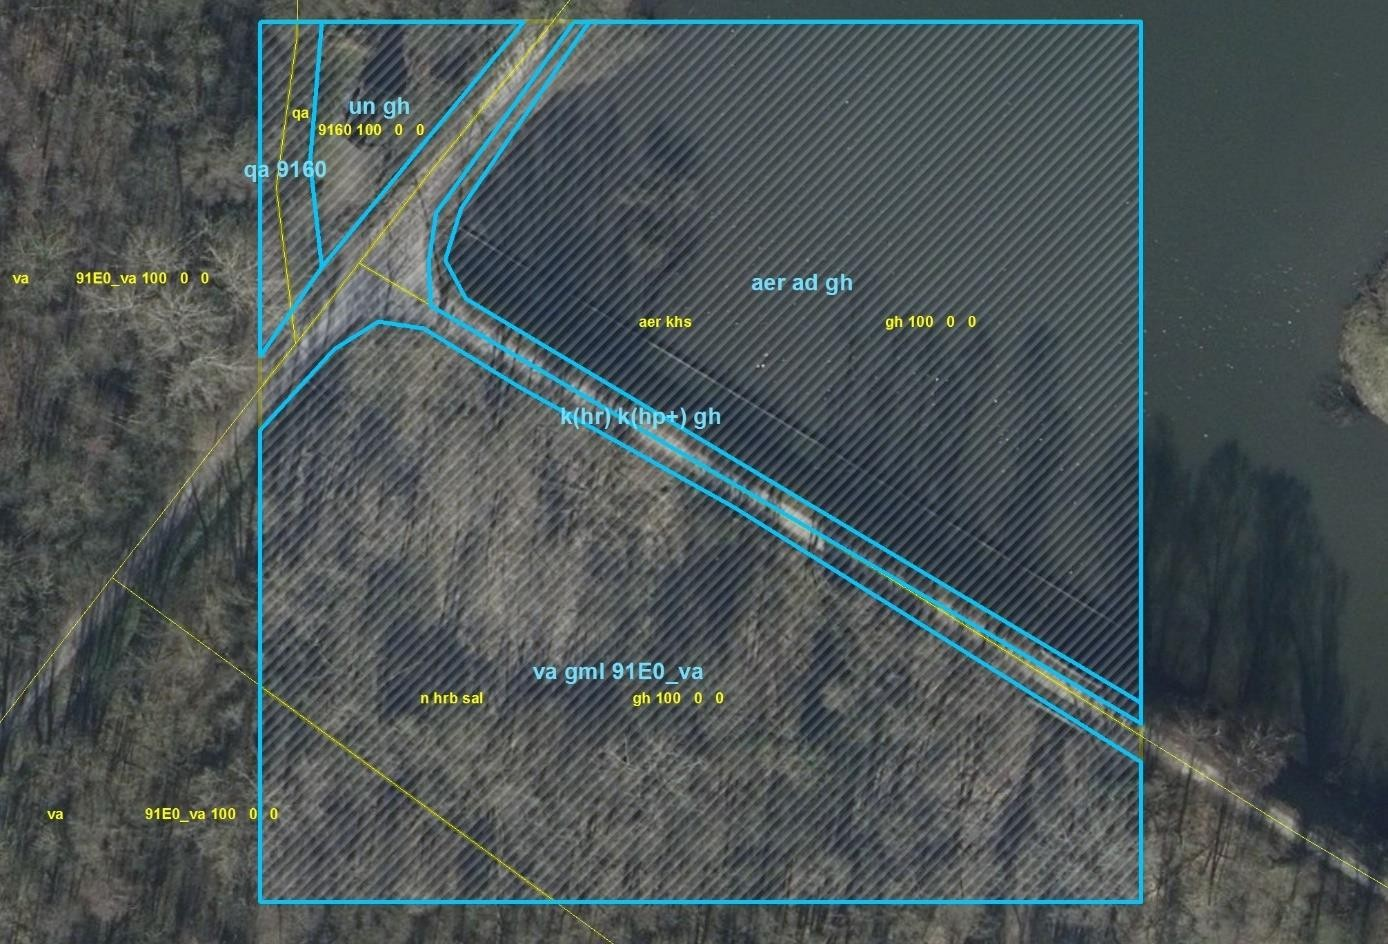 un gh
qa
9160 100 0 0
qa 9160
va 91E0_va 100 0 0
aer ad gh
aer khs gh 100 0 0
k(hr) k(hp+) gh
va gml 91E0_va
n hrb sal gh 100 0 0
va 91E0_va 100 0 0